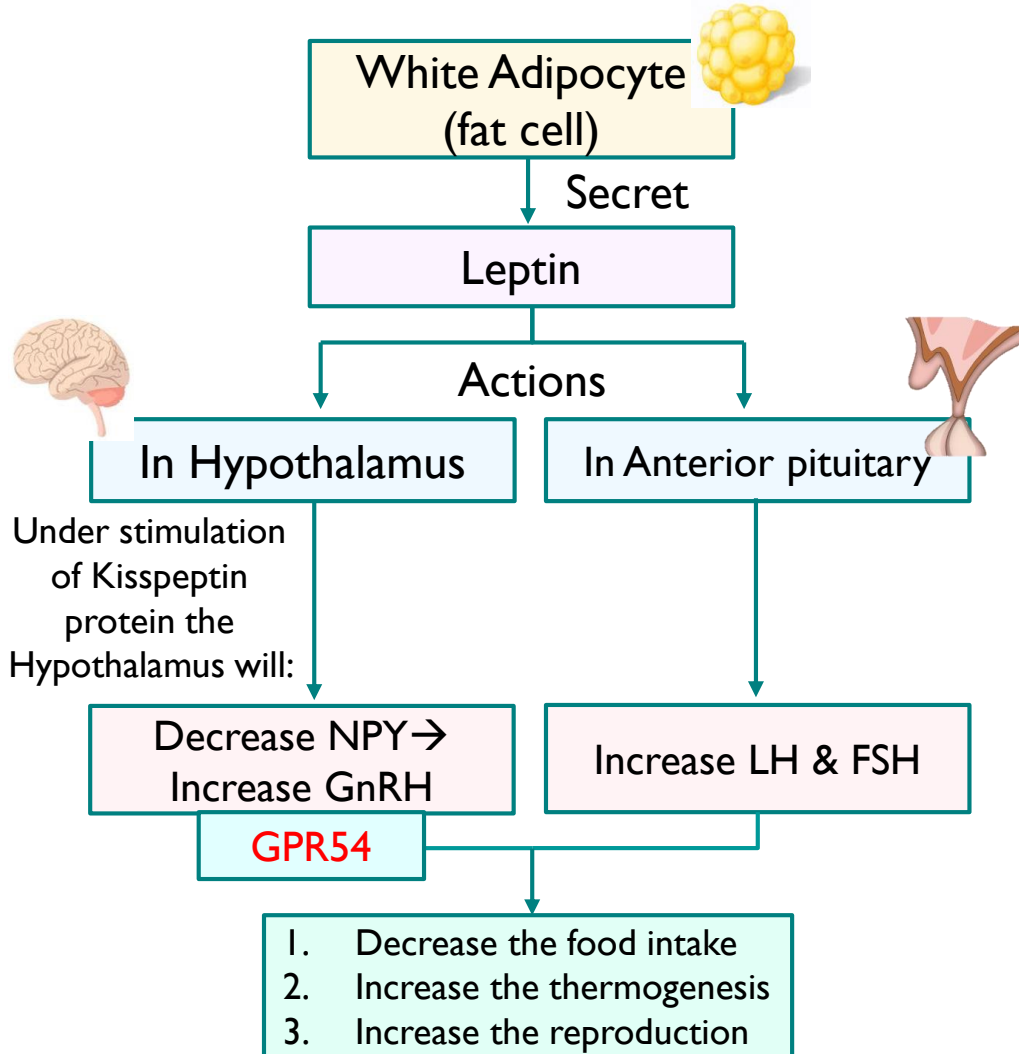 White Adipocyte
(fat cell)
Secret
Leptin
Actions
In Hypothalamus
In Anterior pituitary
Under stimulation
of Kisspeptin
protein the
Hypothalamus will:
Decrease NPY→
Increase GnRH
Increase LH & FSH
GPR54
1. Decrease the food intake
2. Increase the thermogenesis
3. Increase the reproduction